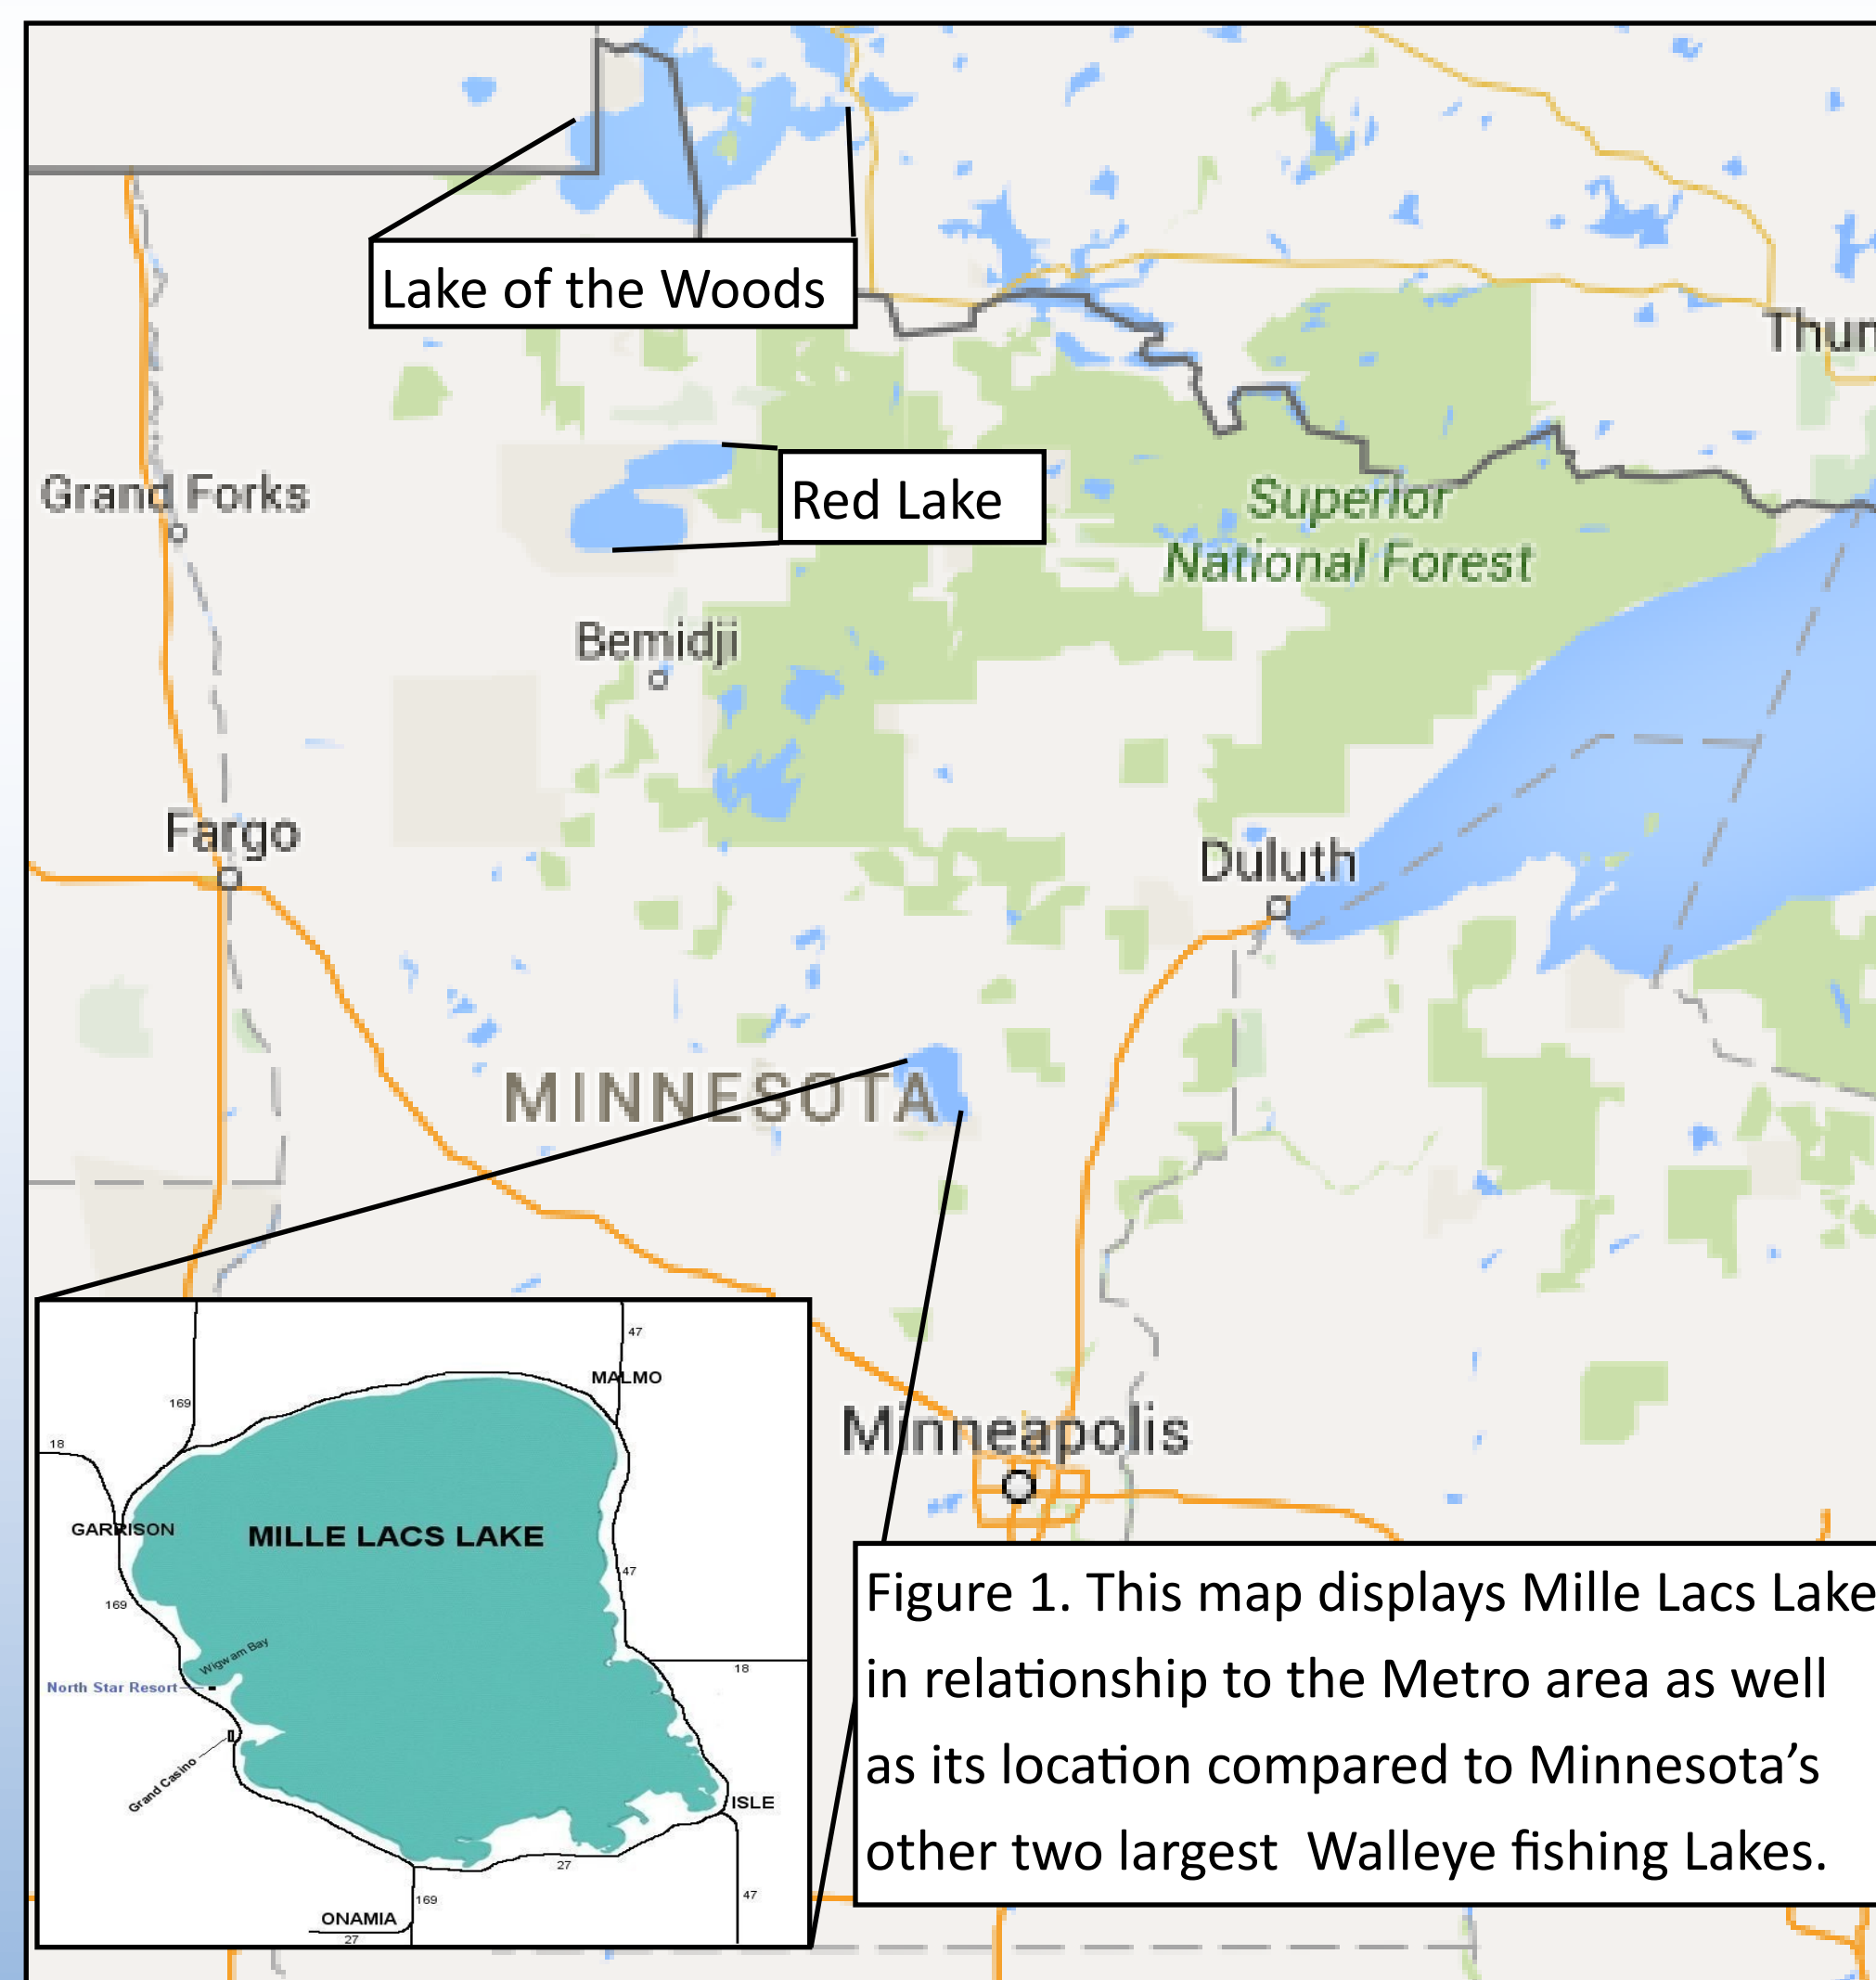 Lake of the Woods
Thun
Grand Forks
Red Lake
Superior
National Forest
Bemidji
Fargo
Duluth
MINNESOTA
Minneapolis
47
MALMO
169
18
GARRISON
MILLE LACS LAKE
47
169
Wigwam Bay
18
North Star Resort
Grand Casino
ISLE
27
169
47
ONAMIA
27
Figure 1. This map displays Mille Lacs Lake
in relationship to the Metro area as well
as its location compared to Minnesota’s
other two largest  Walleye fishing Lakes.